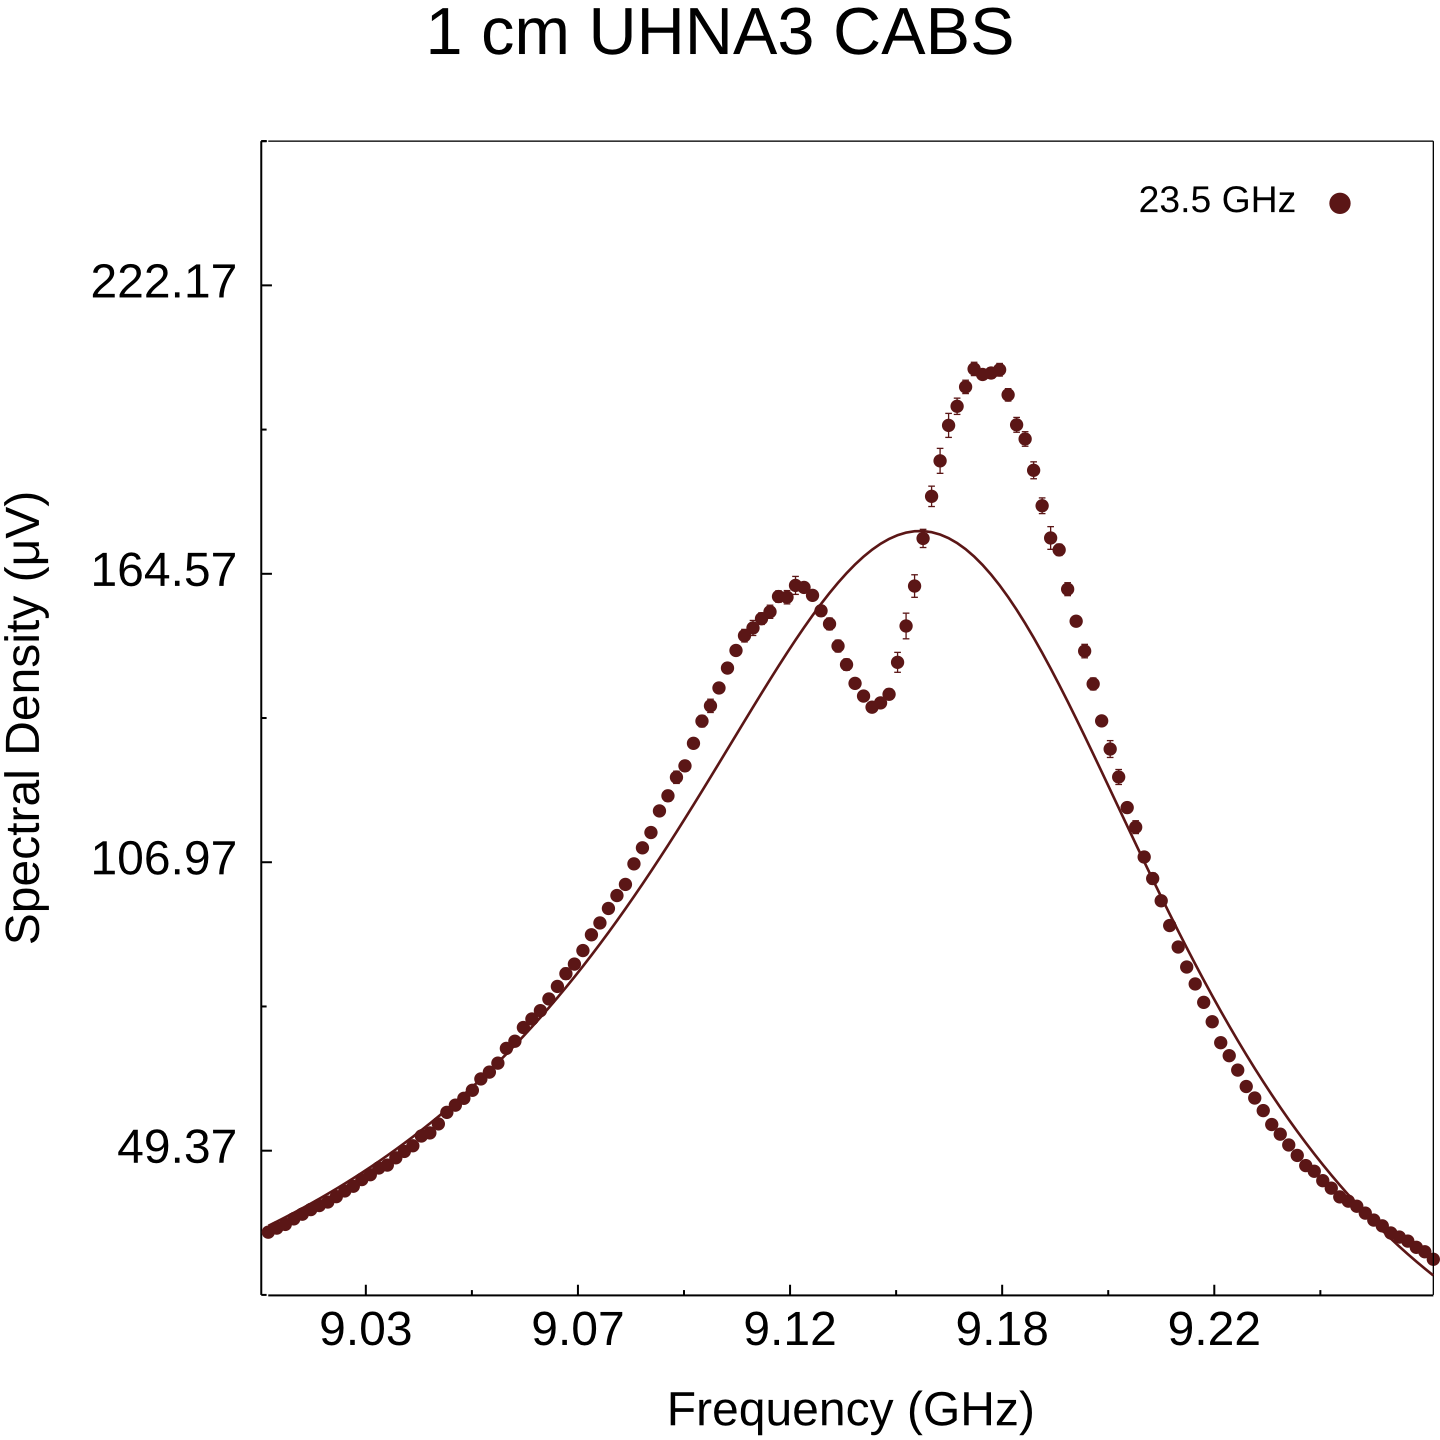 1 cm UHNA3 CABS
23.5 GHz
222.17
164.57
106.97
49.37
Spectral Density (μV)
9.03 9.07 9.12 9.18 9.22
Frequency (GHz)